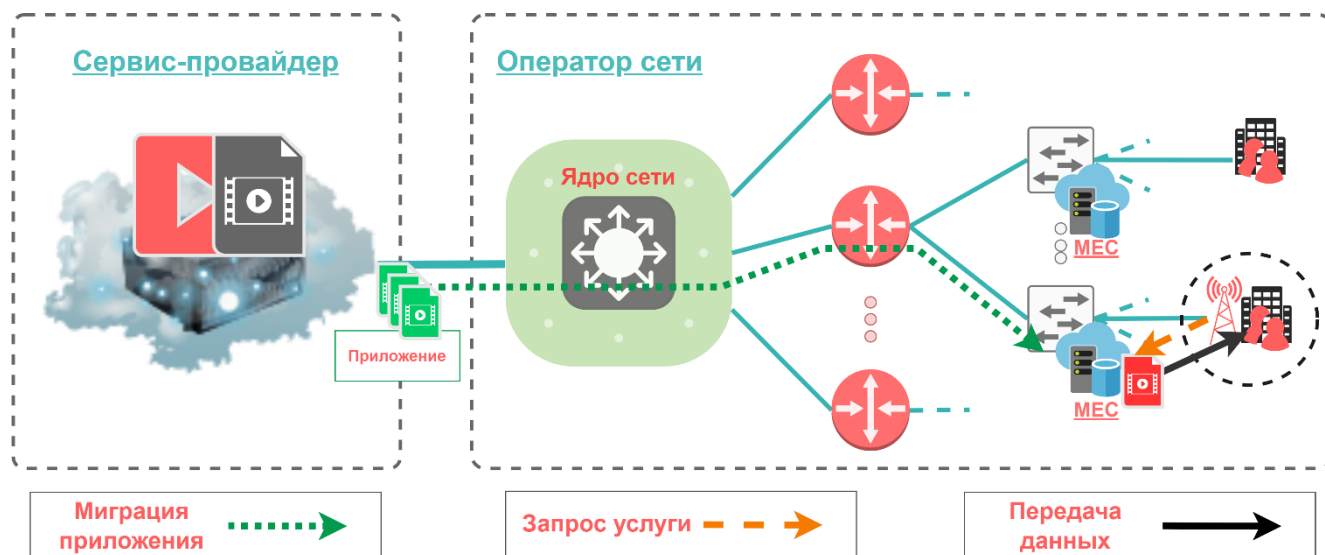 Сервис-провайдер
Оператор сети
Ядро сети
MEC
Приложение
MEC
Миграция
приложения
Запрос услуги
Передача
данных